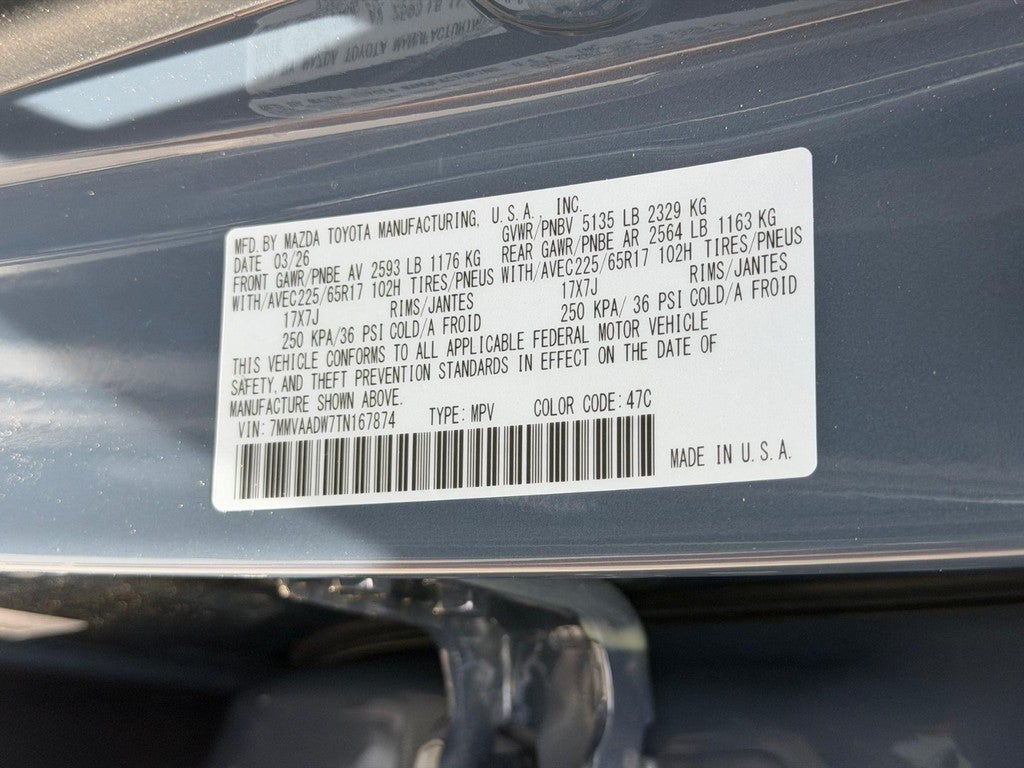 MFD. BY MAZDA TOYOTA MANUFACTURING, U.S.A., INC.
DATE 03/26 GVWR/PNBV 5135 LB 2329 KG
FRONT GAWR/PNBE AV 2593 LB 1176 KG REAR GAWR/PNBE AR 2564 LB 1163 KG
WITH/AVEC225/65R17 102H TIRES/PNEUS WITH/AVEC225/65R17 102H TIRES/PNEUS
17X7J RIMS/JANTES 17X7J RIMS/JANTES
250 KPA/36 PSI COLD/A FROID 250 KPA/ 36 PSI COLD/A FROID
THIS VEHICLE CONFORMS TO ALL APPLICABLE FEDERAL MOTOR VEHICLE
SAFETY, AND THEFT PREVENTION STANDARDS IN EFFECT ON THE DATE OF
MANUFACTURE SHOWN ABOVE.
VIN: 7MMVAADW7TN167874 TYPE: MPV COLOR CODE: 47C
MADE IN U.S.A.